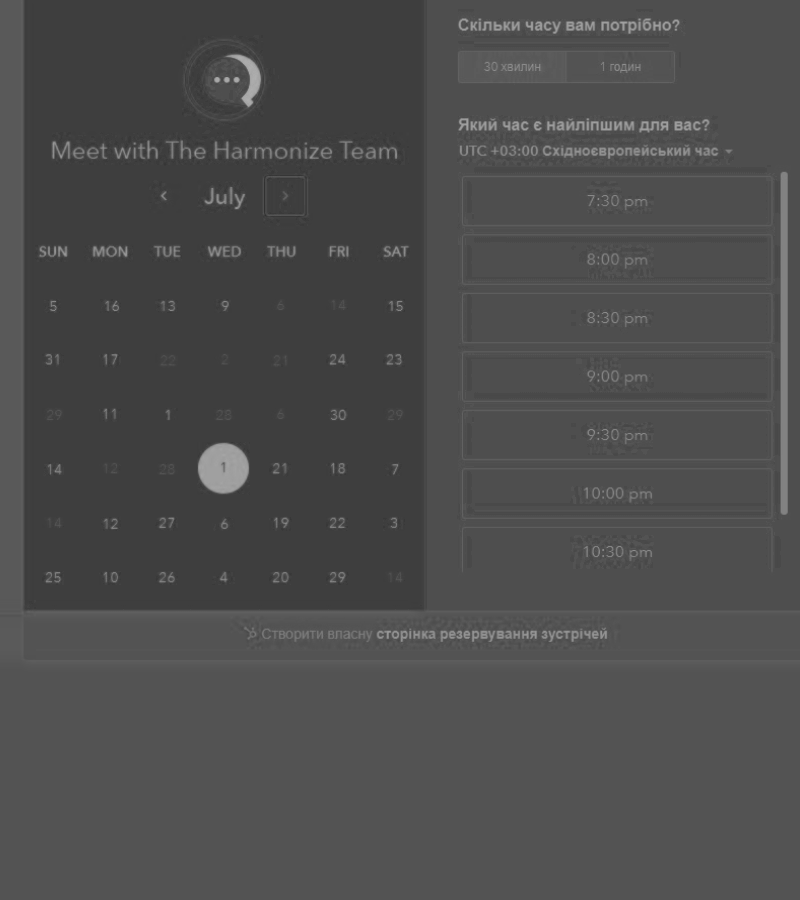 Meet with The Harmonize Team
July
SUN MON TUE WED THU FRI SAT
5 16 13 9 6 14 15
31 17 22 2 21 24 23
29 11 1 28 6 30 29
14 12 28 1 21 18 7
14 12 27 6 19 22 3
25 10 26 4 20 29 14
Скільки часу вам потрібно?
30 хвилин 1 годин
Який час є найліпшим для вас?
UTC +03:00 Східноєвропейський час
7:30 pm
8:00 pm
8:30 pm
9:00 pm
9:30 pm
10:00 pm
10:30 pm
Створити власну сторінка резервування зустрічей